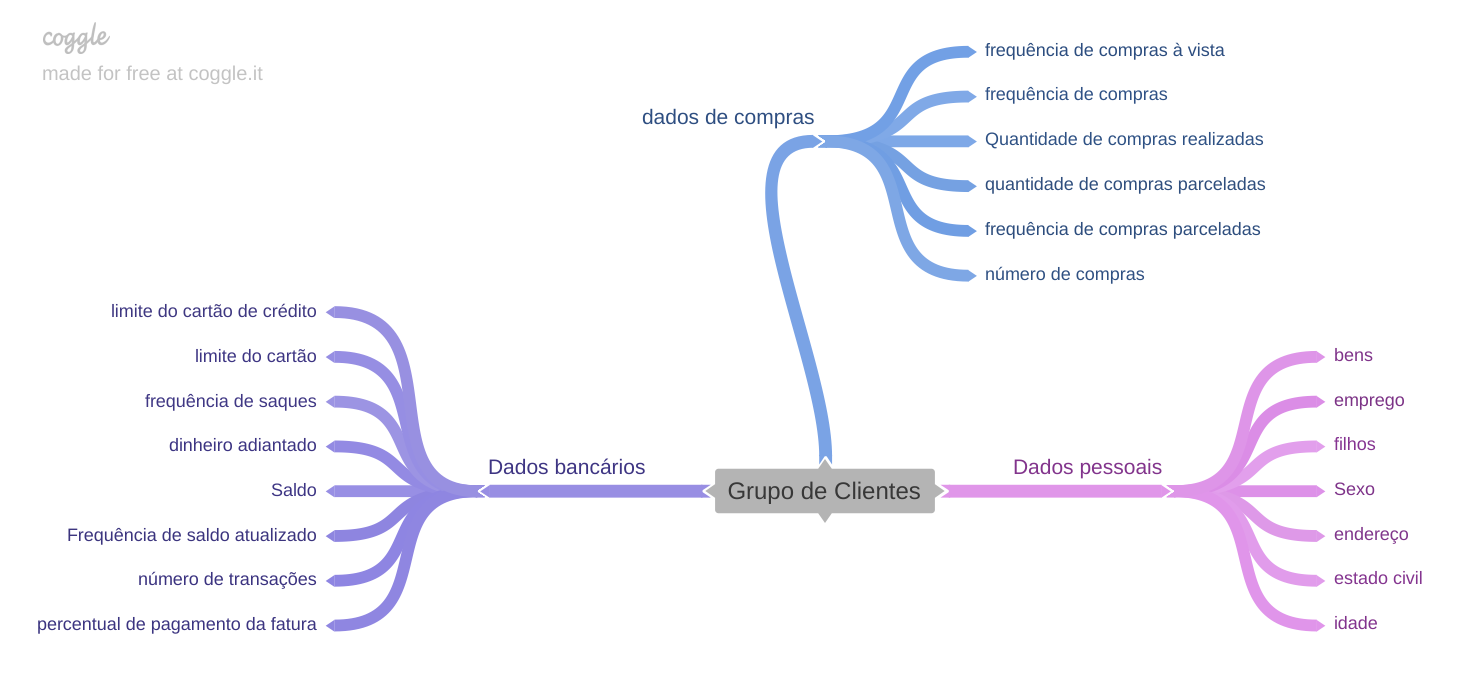 coggle
made for free at coggle.it
dados de compras
frequência de compras à vista
frequência de compras
Quantidade de compras realizadas
quantidade de compras parceladas
frequência de compras parceladas
número de compras
limite do cartão de crédito
limite do cartão
frequência de saques
dinheiro adiantado
Saldo
Frequência de saldo atualizado
número de transações
percentual de pagamento da fatura
Dados bancários
Grupo de Clientes
Dados pessoais
bens
emprego
filhos
Sexo
endereço
estado civil
idade